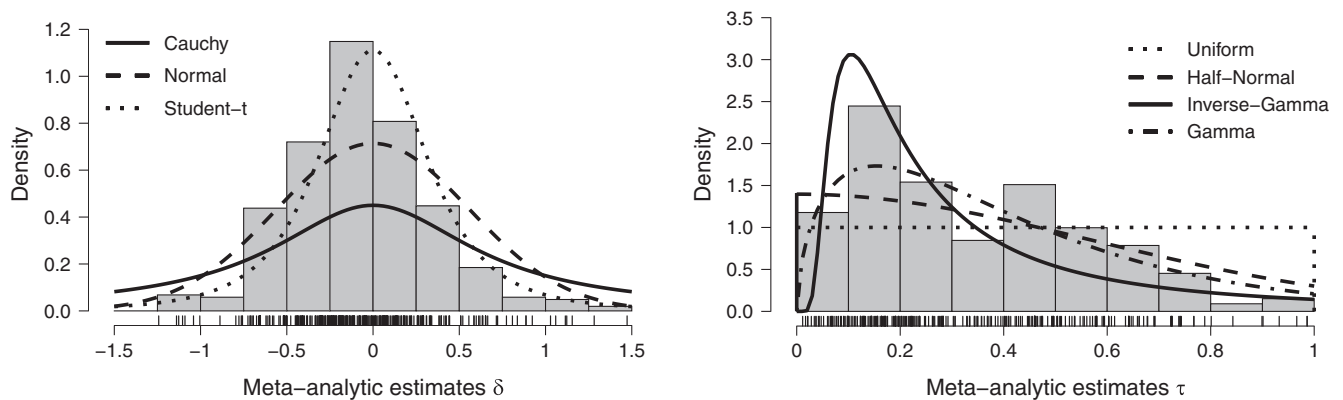 Density
1.2
1.0
0.8
0.6
0.4
0.2
0.0
Cauchy
Normal
Student−t
−1.5 −1 −0.5 0 0.5 1 1.5
Meta−analytic estimates δ
Density
3.5
3.0
2.5
2.0
1.5
1.0
0.5
0.0
Uniform
Half−Normal
Inverse−Gamma
Gamma
0 0.2 0.4 0.6 0.8 1
Meta−analytic estimates τ